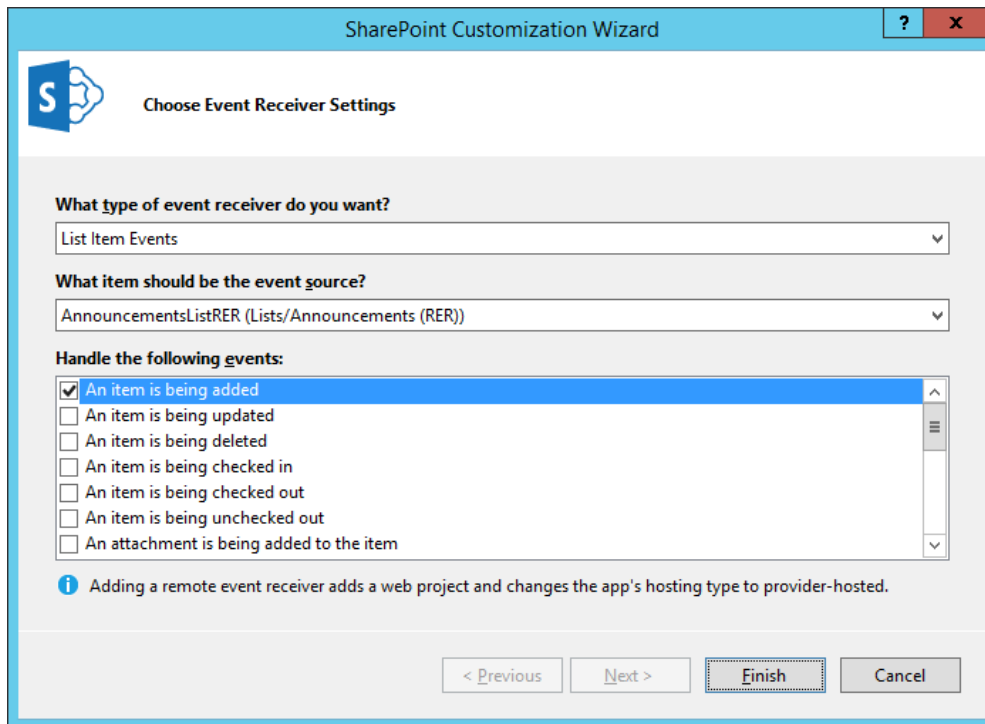 SharePoint Customization Wizard
?
x
S
Choose Event Receiver Settings
What type of event receiver do you want?
List Item Events
What item should be the event source?
AnnouncementsListRER (Lists/Announcements (RER))
Handle the following events:
An item is being added
An item is being updated
An item is being deleted
An item is being checked in
An item is being checked out
An item is being unchecked out
An attachment is being added to the item
Adding a remote event receiver adds a web project and changes the app's hosting type to provider-hosted.
< Previous
Next >
Finish
Cancel